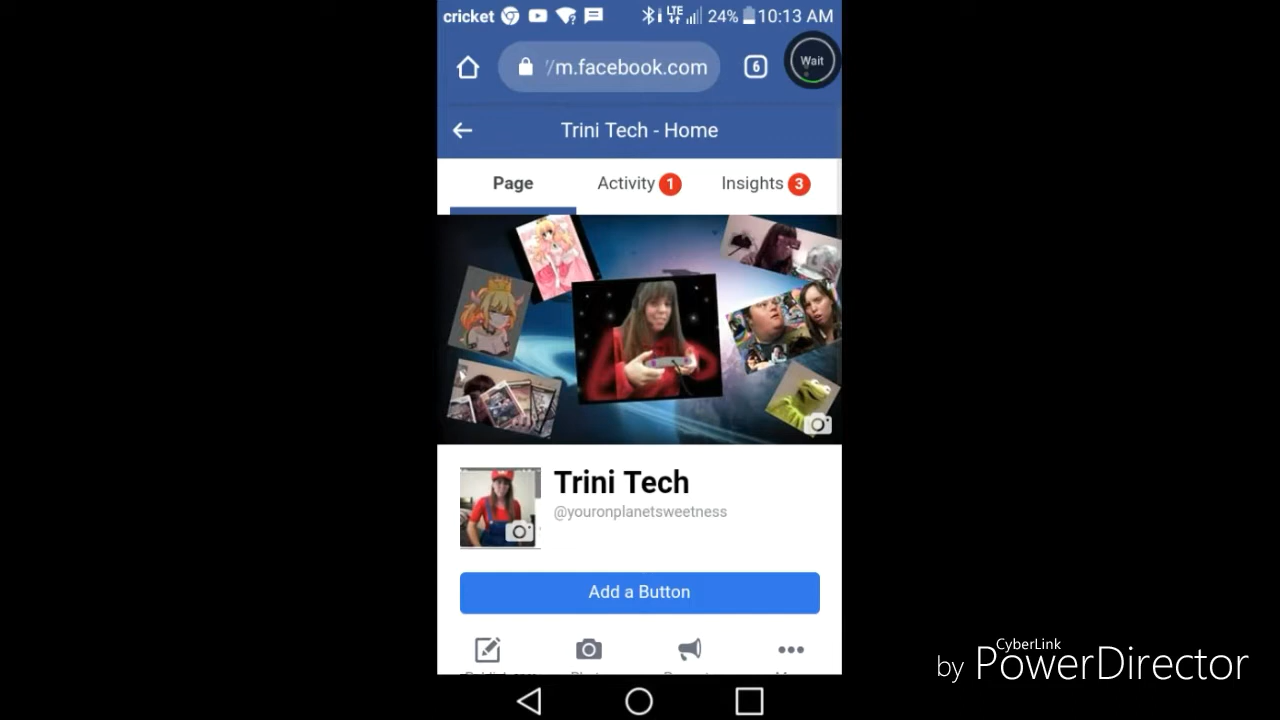 cricket LTE 24% 10:13 AM
/m.facebook.com 6 Wait
Trini Tech - Home
Page Activity 1 Insights 3
Trini Tech
@youronplanetsweetness
Add a Button
CyberLink
by PowerDirector